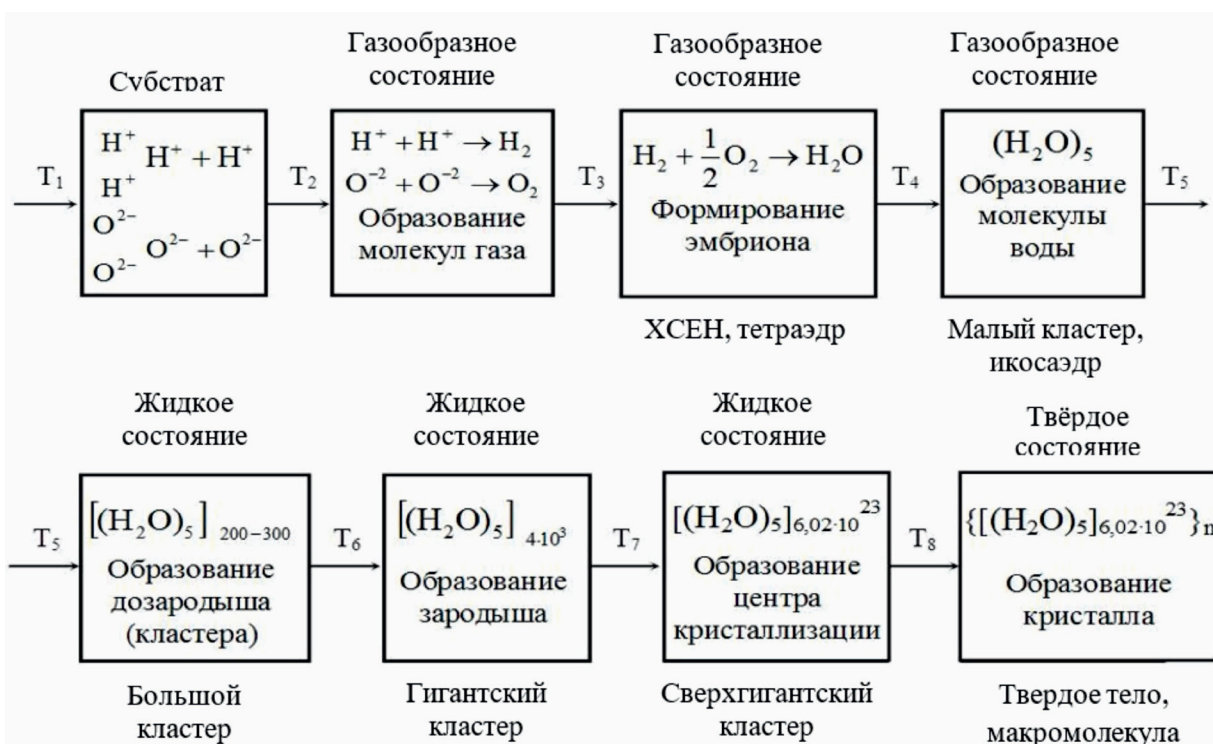 Субстрат
Газообразное
состояние
Газообразное
состояние
Газообразное
состояние
T₁
H⁺
H⁺ + H⁺
H⁺
O²⁻
O²⁻ + O²⁻
O²⁻
T₂
H⁺ + H⁺ → H₂
O⁻² + O⁻² → O₂
Образование
молекул газа
T₃
H₂ + 1/2 O₂ → H₂O
Формирование
эмбриона
T₄
(H₂O)₅
Образование
молекулы
воды
T₅
ХСЕН, тетраэдр
Малый кластер,
икосаэдр
Жидкое
состояние
Жидкое
состояние
Жидкое
состояние
Твёрдое
состояние
T₅
[(H₂O)₅] ₂₀₀₋₃₀₀
Образование
дозародыша
(кластера)
T₆
[(H₂O)₅] 4·10³
Образование
зародыша
T₇
[(H₂O)₅]6,02·10²³
Образование
центра
кристаллизации
T₈
{[(H₂O)₅]6,02·10²³}n
Образование
кристалла
Большой
кластер
Гигантский
кластер
Сверхгигантский
кластер
Твердое тело,
макромолекула